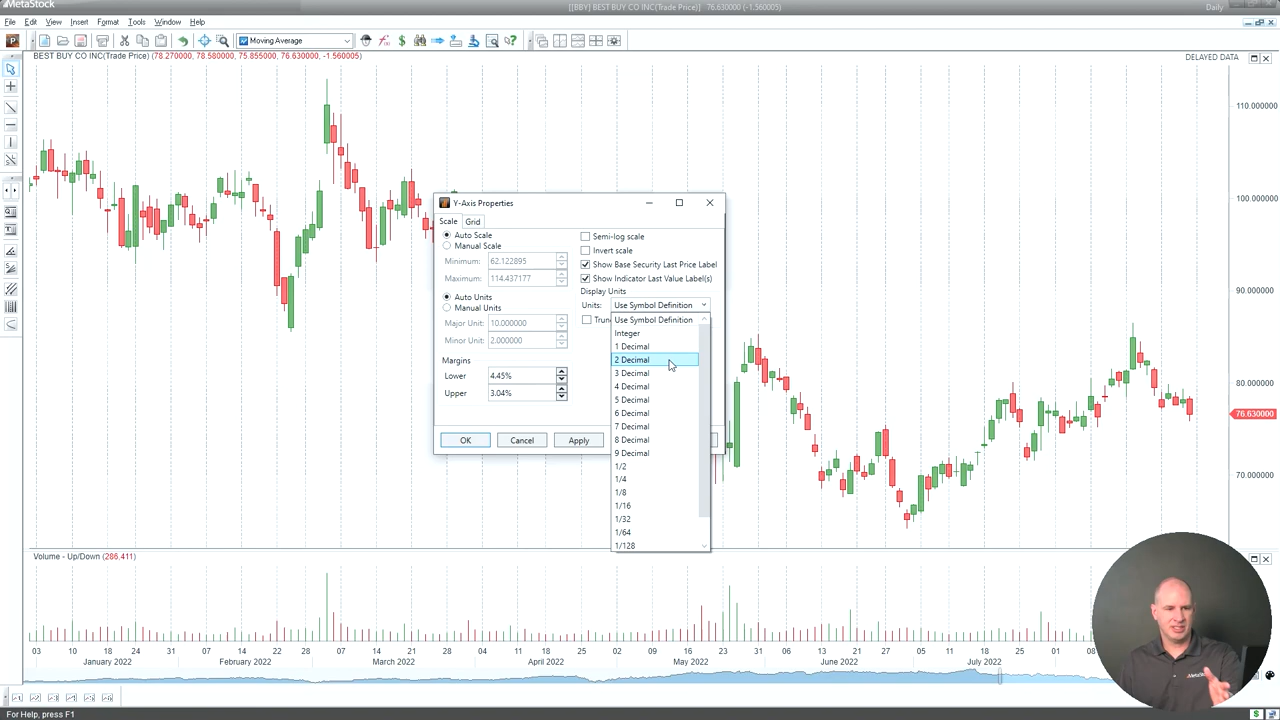 MetaStock
[[BBY] BEST BUY CO INC(Trade Price)] 76.630000 (-1.560005)
Daily
File Edit View Insert Format Tools Window Help
Moving Average
BEST BUY CO INC(Trade Price) (78.270000, 78.580000, 75.855000, 76.630000, -1.560005)
DELAYED DATA
110.000000
100.000000
90.000000
80.000000
76.630000
70.000000
Y-Axis Properties
Scale Grid
Auto Scale
Manual Scale
Minimum: 62.122895
Maximum: 114.437177
Auto Units
Manual Units
Major Unit: 10.000000
Minor Unit: 2.000000
Margins
Lower 4.45%
Upper 3.04%
OK Cancel Apply
Semi-log scale
Invert scale
Show Base Security Last Price Label
Show Indicator Last Value Label(s)
Display Units
Units: Use Symbol Definition
Trun
Use Symbol Definition
Integer
1 Decimal
2 Decimal
3 Decimal
4 Decimal
5 Decimal
6 Decimal
7 Decimal
8 Decimal
9 Decimal
1/2
1/4
1/8
1/16
1/32
1/64
1/128
Volume - Up/Down (286,411)
03 10 18 24 31 07 14 22 28 07 14 21 28 04 11 18 25 02 09 16 23 31 06 13 21 27 05 11 18 25 01 08
January 2022 February 2022 March 2022 April 2022 May 2022 June 2022 July 2022
MetaStock
For Help, press F1